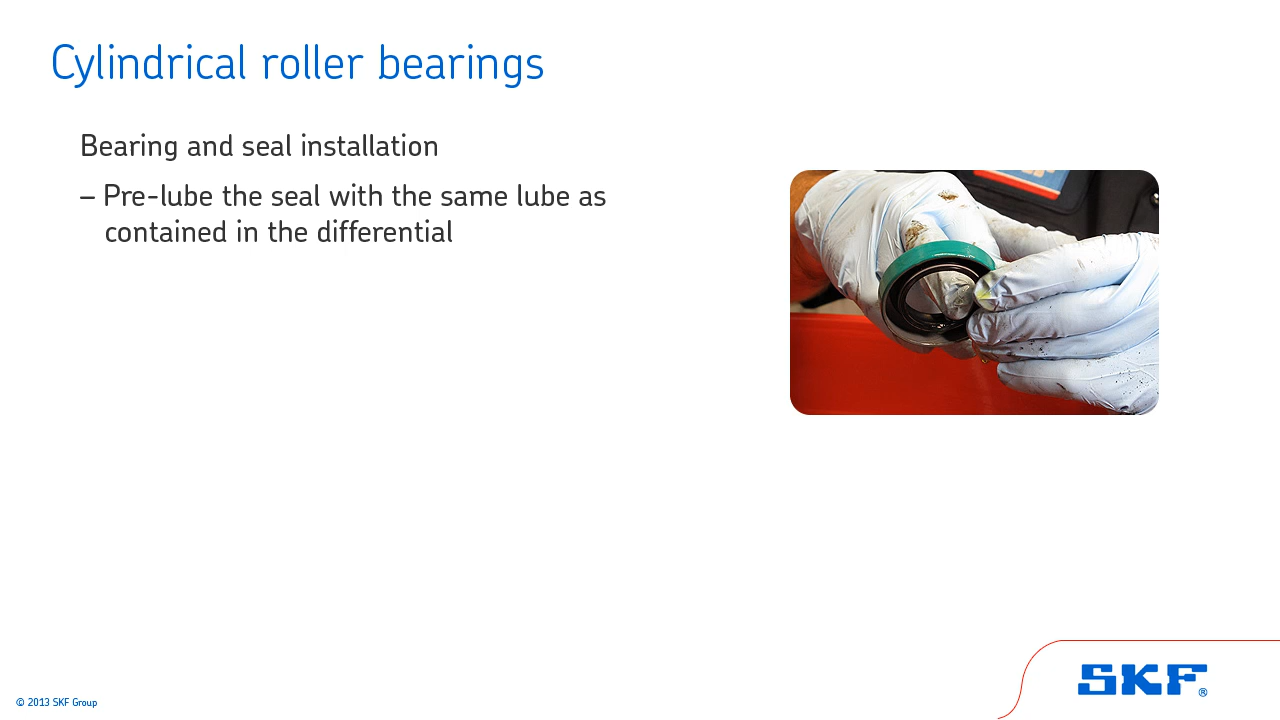 Cylindrical roller bearings
Bearing and seal installation
– Pre-lube the seal with the same lube as
contained in the differential
© 2013 SKF Group
SKF®